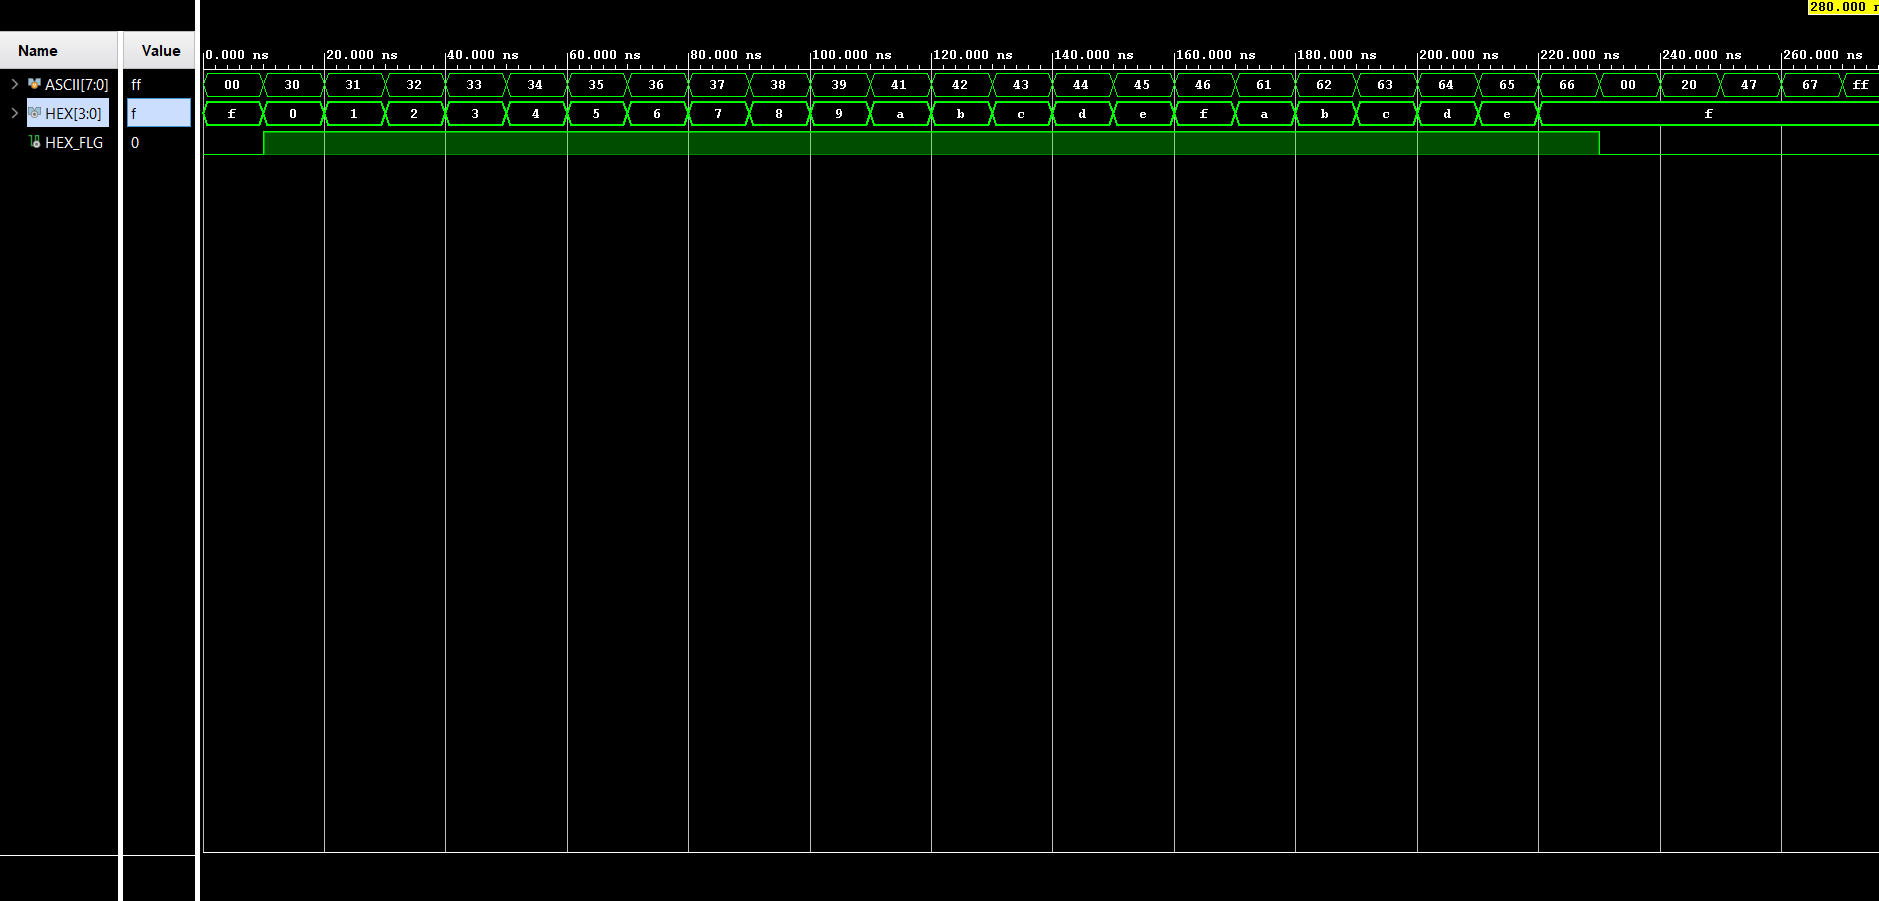 280.000 n
Name Value
0.000 ns 20.000 ns 40.000 ns 60.000 ns 80.000 ns 100.000 ns 120.000 ns 140.000 ns 160.000 ns 180.000 ns 200.000 ns 220.000 ns 240.000 ns 260.000 ns
ASCII[7:0] ff 00 30 31 32 33 34 35 36 37 38 39 41 42 43 44 45 46 61 62 63 64 65 66 00 20 47 67 ff
HEX[3:0] f f 0 1 2 3 4 5 6 7 8 9 a b c d e f a b c d e f
HEX_FLG 0